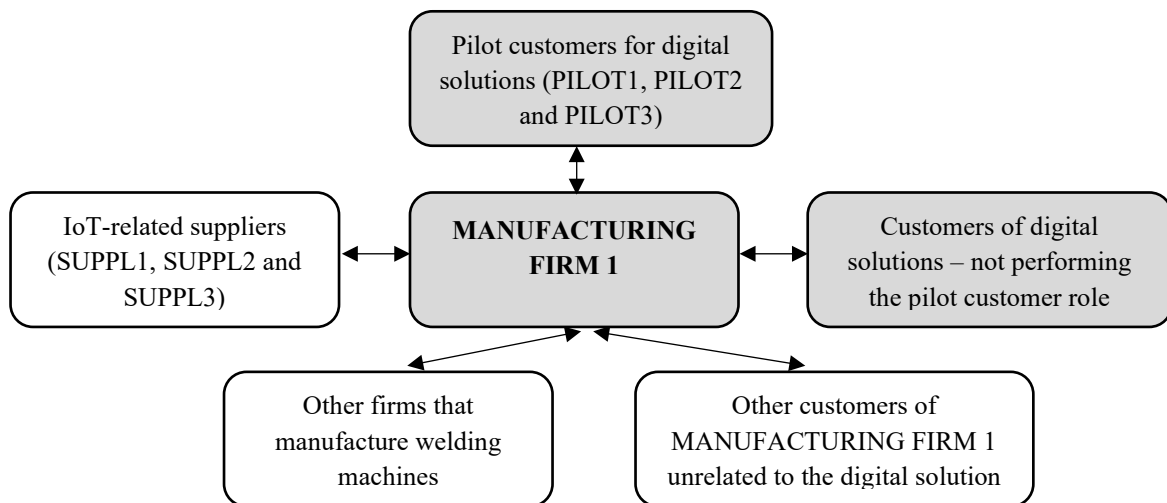 Pilot customers for digital
solutions (PILOT1, PILOT2
and PILOT3)
IoT-related suppliers
(SUPPL1, SUPPL2 and
SUPPL3)
MANUFACTURING
FIRM 1
Customers of digital
solutions – not performing
the pilot customer role
Other firms that
manufacture welding
machines
Other customers of
MANUFACTURING FIRM 1
unrelated to the digital solution